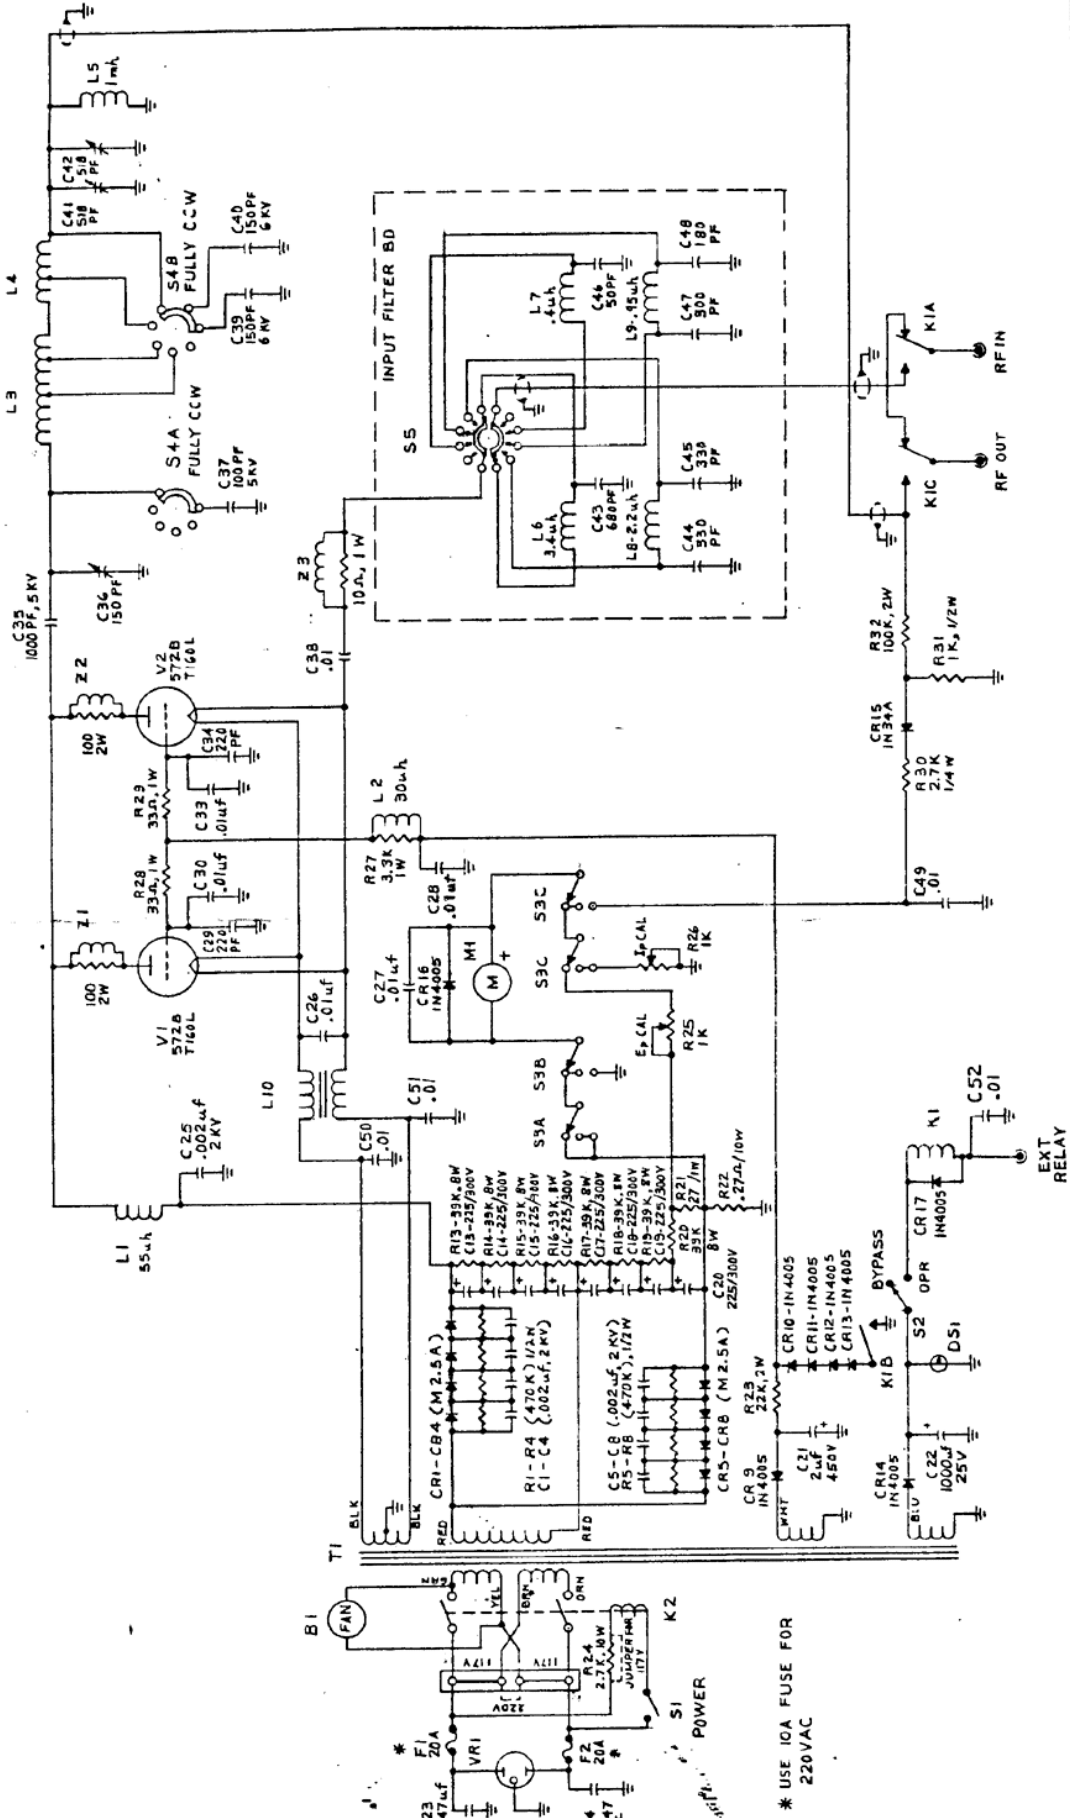 L1
55uh
C25
.002uf
2KV
100
2W
Z1
V1
572B
T160L
R28
33Ω, 1W
C30
.01uf
C29
220
PF
R29
33Ω, 1W
C33
.01uf
C34
220
PF
100
2W
Z2
V2
572B
T160L
C35
1000 PF, 5KV
C36
150 PF
S4A
FULLY CCW
C37
100 PF
5KV
L3
L4
S4B
FULLY CCW
C39
150PF
6KV
C40
150PF
6KV
C41
518
PF
C42
518
PF
L5
1mh
L10
C26
.01uf
C50
.01
C51
.01
C38
.01
Z3
10Ω, 1W
INPUT FILTER BD
S5
L6
3.4uh
C43
680PF
L8-2.2uh
C44
330
PF
C45
330
PF
L7
.4uh
C46
50PF
L9-.95uh
C47
300
PF
C48
180
PF
R27
3.3K
1W
L2
30uh
C28
.01uf
C27
.01uf
CR16
1N4005
M1
M
+
S3A
S3B
S3C
S3C
EpCAL
R25
1K
IpCAL
R26
1K
B1
FAN
T1
BLK
BLK
RED
RED
WHT
BLU
GRN
YEL
BRN
ORN
117V
117V
220V
*
F1
20A
VR1
F2
20A
*
23
47uf
R24
2.7K, 10W
JUMPER FOR
117V
K2
S1
POWER
* USE 10A FUSE FOR
220VAC
CR1-CR4 (M2.5A)
R1-R4 (470K) 1/2W
C1-C4 (.002uf, 2KV)
C5-C8 (.002uf, 2KV)
R5-R8 (470K), 1/2W
CR5-CR8 (M2.5A)
R13-39K, 8W
C13-225/300V
R14-39K, 8W
C14-225/300V
R15-39K, 8W
C15-225/300V
R16-39K, 8W
C16-225/300V
R17-39K, 8W
C17-225/300V
R18-39K, 8W
C18-225/300V
R19-39K, 8W
C19-225/300V
R20
39K
8W
R21
27/1W
R22
.27Ω/10W
C20
225/300V
CR9
1N4005
C21
2uf
450V
R23
22K, 2W
CR10-1N4005
CR11-1N4005
CR12-1N4005
CR13-1N4005
K1B
CR14
1N4005
C22
1000uf
25V
DS1
S2
BYPASS
OPR
CR17
1N4005
K1
C52
.01
EXT
RELAY
C49
.01
R30
2.7K
1/4W
CR15
1N34A
R31
1K, 1/2W
R32
100K, 2W
K1C
RF OUT
K1A
RF IN